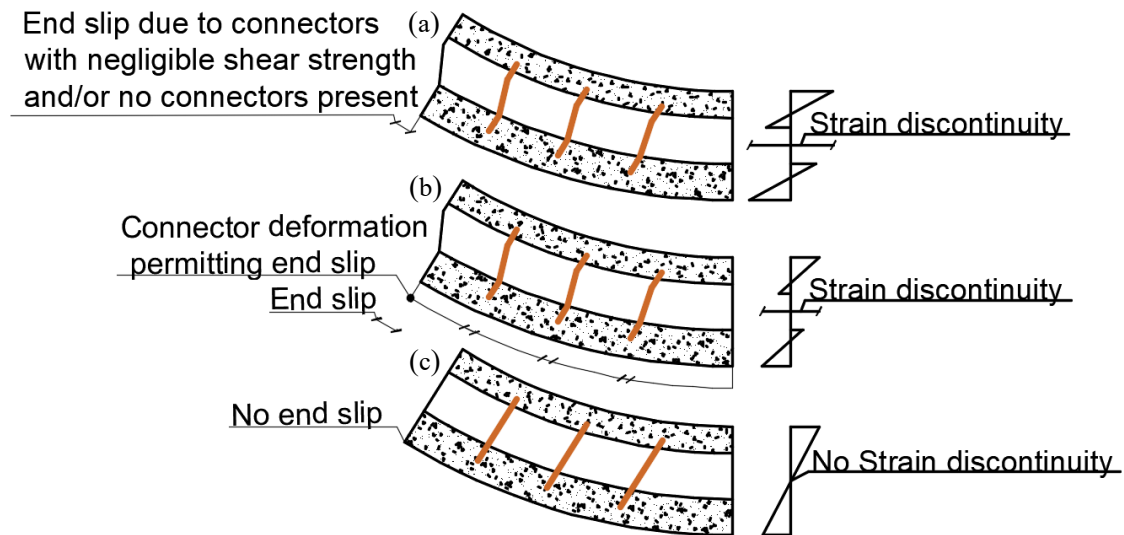 End slip due to connectors
with negligible shear strength
and/or no connectors present
(a)
Strain discontinuity
(b)
Connector deformation
permitting end slip
End slip
Strain discontinuity
(c)
No end slip
No Strain discontinuity